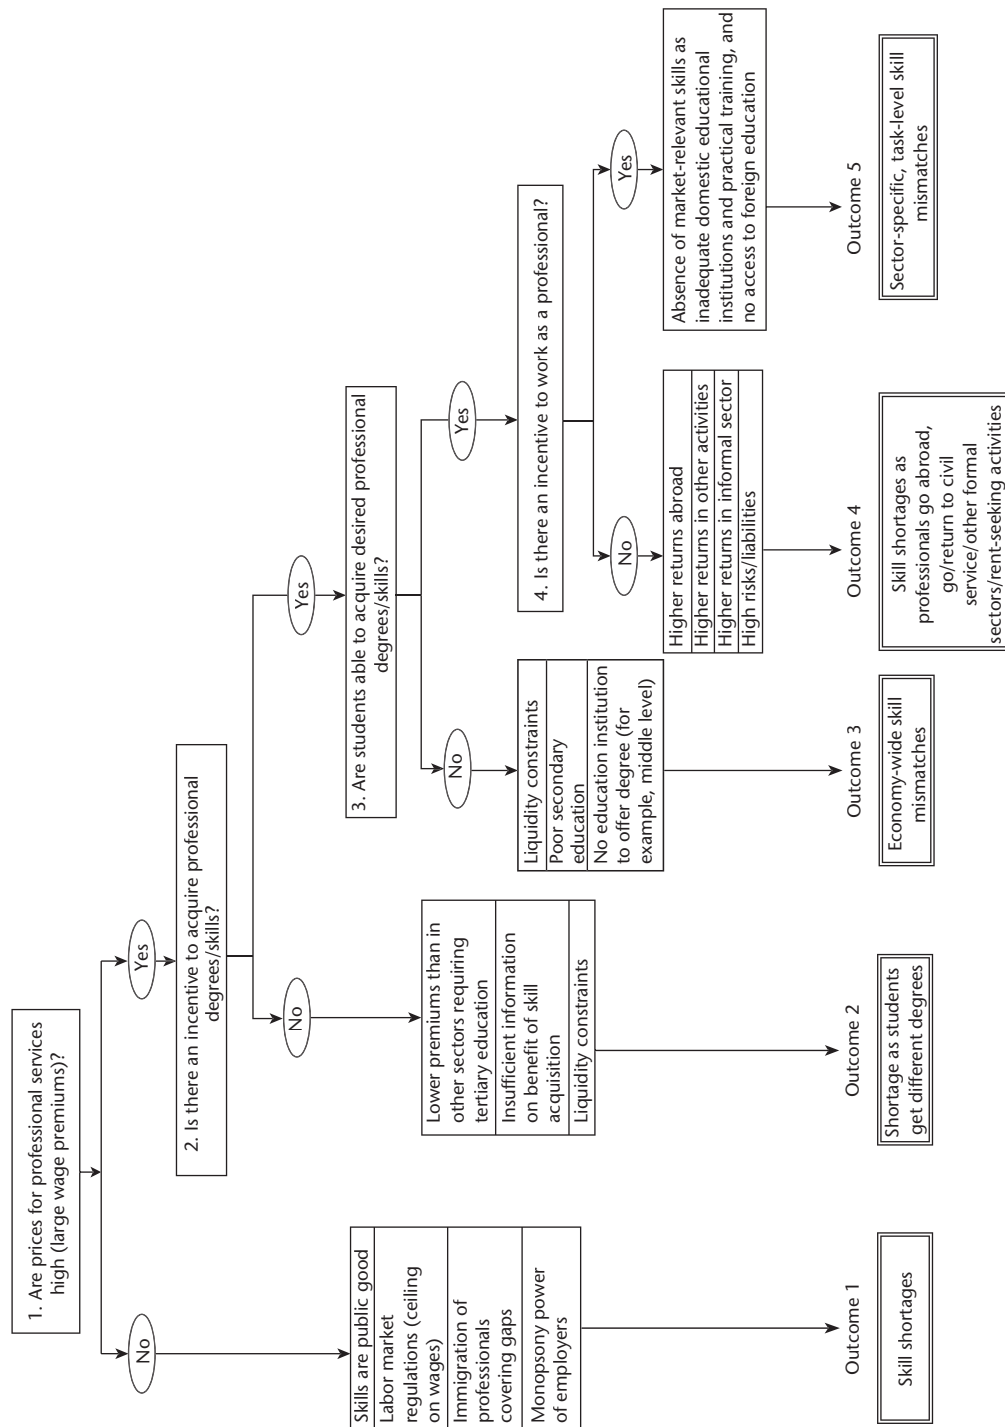 1. Are prices for professional services
high (large wage premiums)?
No
Yes
Skills are public good
Labor market
regulations (ceiling
on wages)
Immigration of
professionals
covering gaps
Monopsony power
of employers
Outcome 1
Skill shortages
2. Is there an incentive to acquire professional
degrees/skills?
No
Yes
Lower premiums than in
other sectors requiring
tertiary education
Insufficient information
on benefit of skill
acquisition
Liquidity constraints
Outcome 2
Shortage as students
get different degrees
3. Are students able to acquire desired professional
degrees/skills?
No
Yes
Liquidity constraints
Poor secondary
education
No education institution
to offer degree (for
example, middle level)
Outcome 3
Economy-wide skill
mismatches
4. Is there an incentive to work as a professional?
No
Yes
Higher returns abroad
Higher returns in other activities
Higher returns in informal sector
High risks/liabilities
Outcome 4
Skill shortages as
professionals go abroad,
go/return to civil
service/other formal
sectors/rent-seeking activities
Absence of market-relevant skills as
inadequate domestic educational
institutions and practical training, and
no access to foreign education
Outcome 5
Sector-specific, task-level skill
mismatches